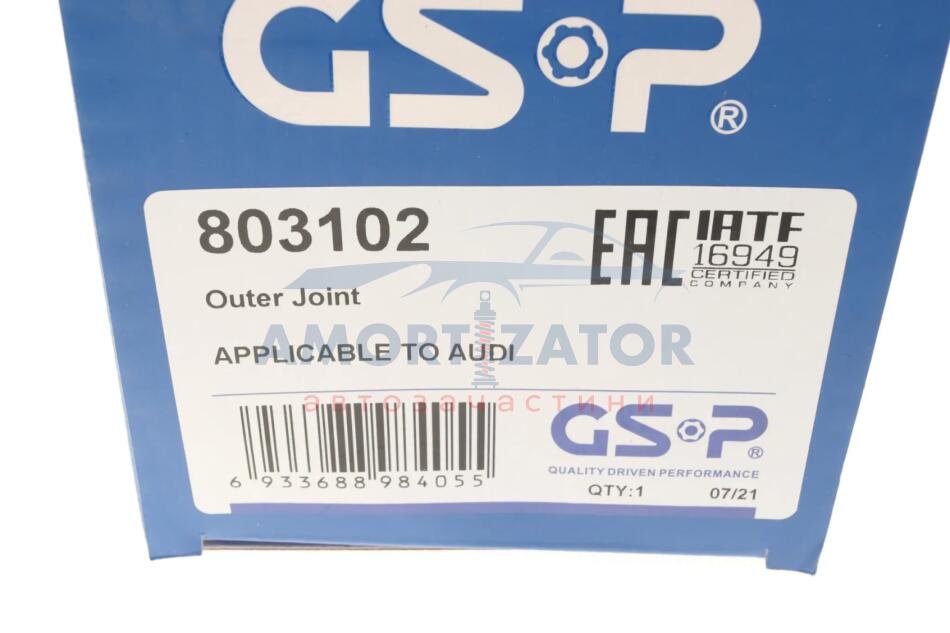 GSP®
803102
EAC
IATF
16949
CERTIFIED
COMPANY
Outer Joint
AMORTIZATOR
APPLICABLE TO AUDI
автозапчастини
GSP®
QUALITY DRIVEN PERFORMANCE
6 933688 984055
QTY:1
07/21